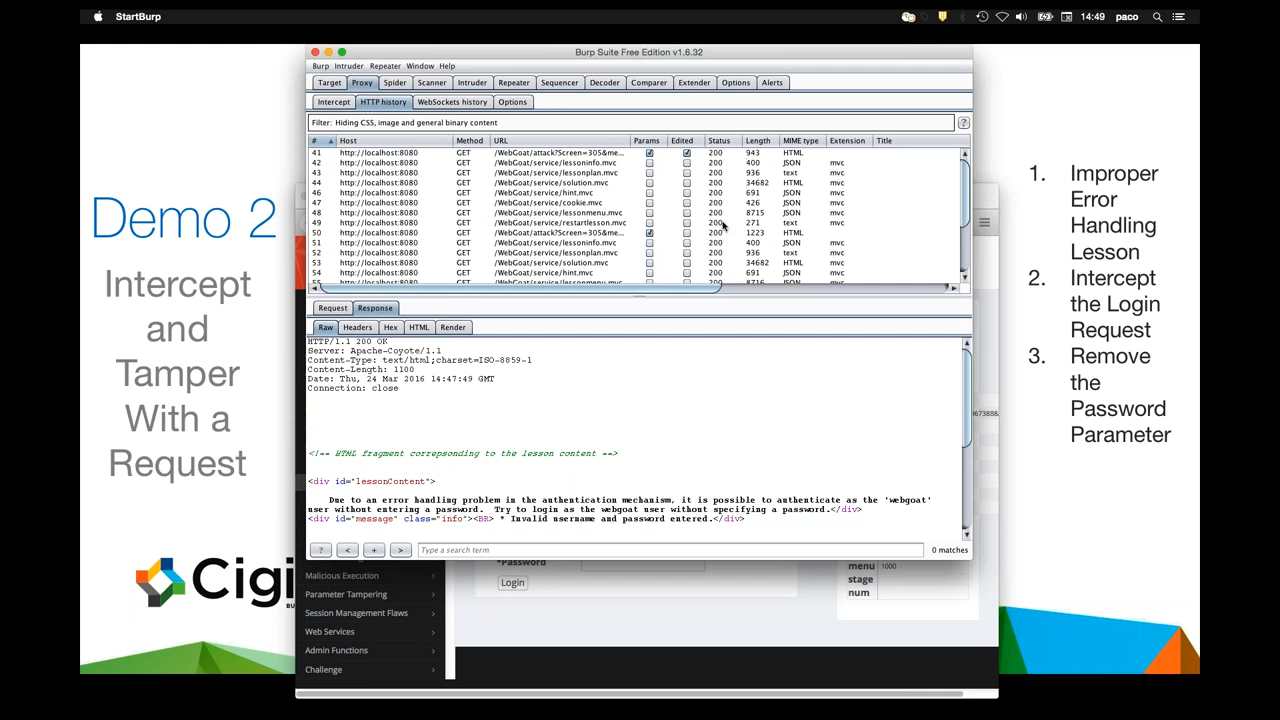 StartBurp
14:49
paco
Burp Suite Free Edition v1.6.32
Burp Intruder Repeater Window Help
Target Proxy Spider Scanner Intruder Repeater Sequencer Decoder Comparer Extender Options Alerts
Intercept HTTP history WebSockets history Options
Filter: Hiding CSS, image and general binary content
?
# Host Method URL Params Edited Status Length MIME type Extension Title
41 http://localhost:8080 GET /WebGoat/attack?Screen=305&me... 200 943 HTML
42 http://localhost:8080 GET /WebGoat/service/lessoninfo.mvc 200 400 JSON mvc
43 http://localhost:8080 GET /WebGoat/service/lessonplan.mvc 200 936 text mvc
44 http://localhost:8080 GET /WebGoat/service/solution.mvc 200 34682 HTML mvc
46 http://localhost:8080 GET /WebGoat/service/hint.mvc 200 691 JSON mvc
47 http://localhost:8080 GET /WebGoat/service/cookie.mvc 200 426 JSON mvc
48 http://localhost:8080 GET /WebGoat/service/lessonmenu.mvc 200 8715 JSON mvc
49 http://localhost:8080 GET /WebGoat/service/restartlesson.mvc 200 271 text mvc
50 http://localhost:8080 GET /WebGoat/attack?Screen=305&me... 200 1223 HTML
51 http://localhost:8080 GET /WebGoat/service/lessoninfo.mvc 200 400 JSON mvc
52 http://localhost:8080 GET /WebGoat/service/lessonplan.mvc 200 936 text mvc
53 http://localhost:8080 GET /WebGoat/service/solution.mvc 200 34682 HTML mvc
54 http://localhost:8080 GET /WebGoat/service/hint.mvc 200 691 JSON mvc
55 http://localhost:8080 GET /WebGoat/service/lessonmenu.mvc 200 8716 JSON mvc
Request Response
Raw Headers Hex HTML Render
HTTP/1.1 200 OK
Server: Apache-Coyote/1.1
Content-Type: text/html;charset=ISO-8859-1
Content-Length: 1100
Date: Thu, 24 Mar 2016 14:47:49 GMT
Connection: close
<!-- HTML fragment correpsonding to the lesson content -->
<div id="lessonContent">
Due to an error handling problem in the authentication mechanism, it is possible to authenticate as the 'webgoat'
user without entering a password. Try to login as the webgoat user without specifying a password.</div>
<div id="message" class="info"><BR> * Invalid username and password entered.</div>
? < + > Type a search term 0 matches
Demo 2
Intercept
and
Tamper
With a
Request
Cigi
1. Improper
Error
Handling
Lesson
2. Intercept
the Login
Request
3. Remove
the
Password
Parameter
*Password
Login
Malicious Execution
Parameter Tampering
Session Management Flaws
Web Services
Admin Functions
Challenge
menu 1000
stage
num